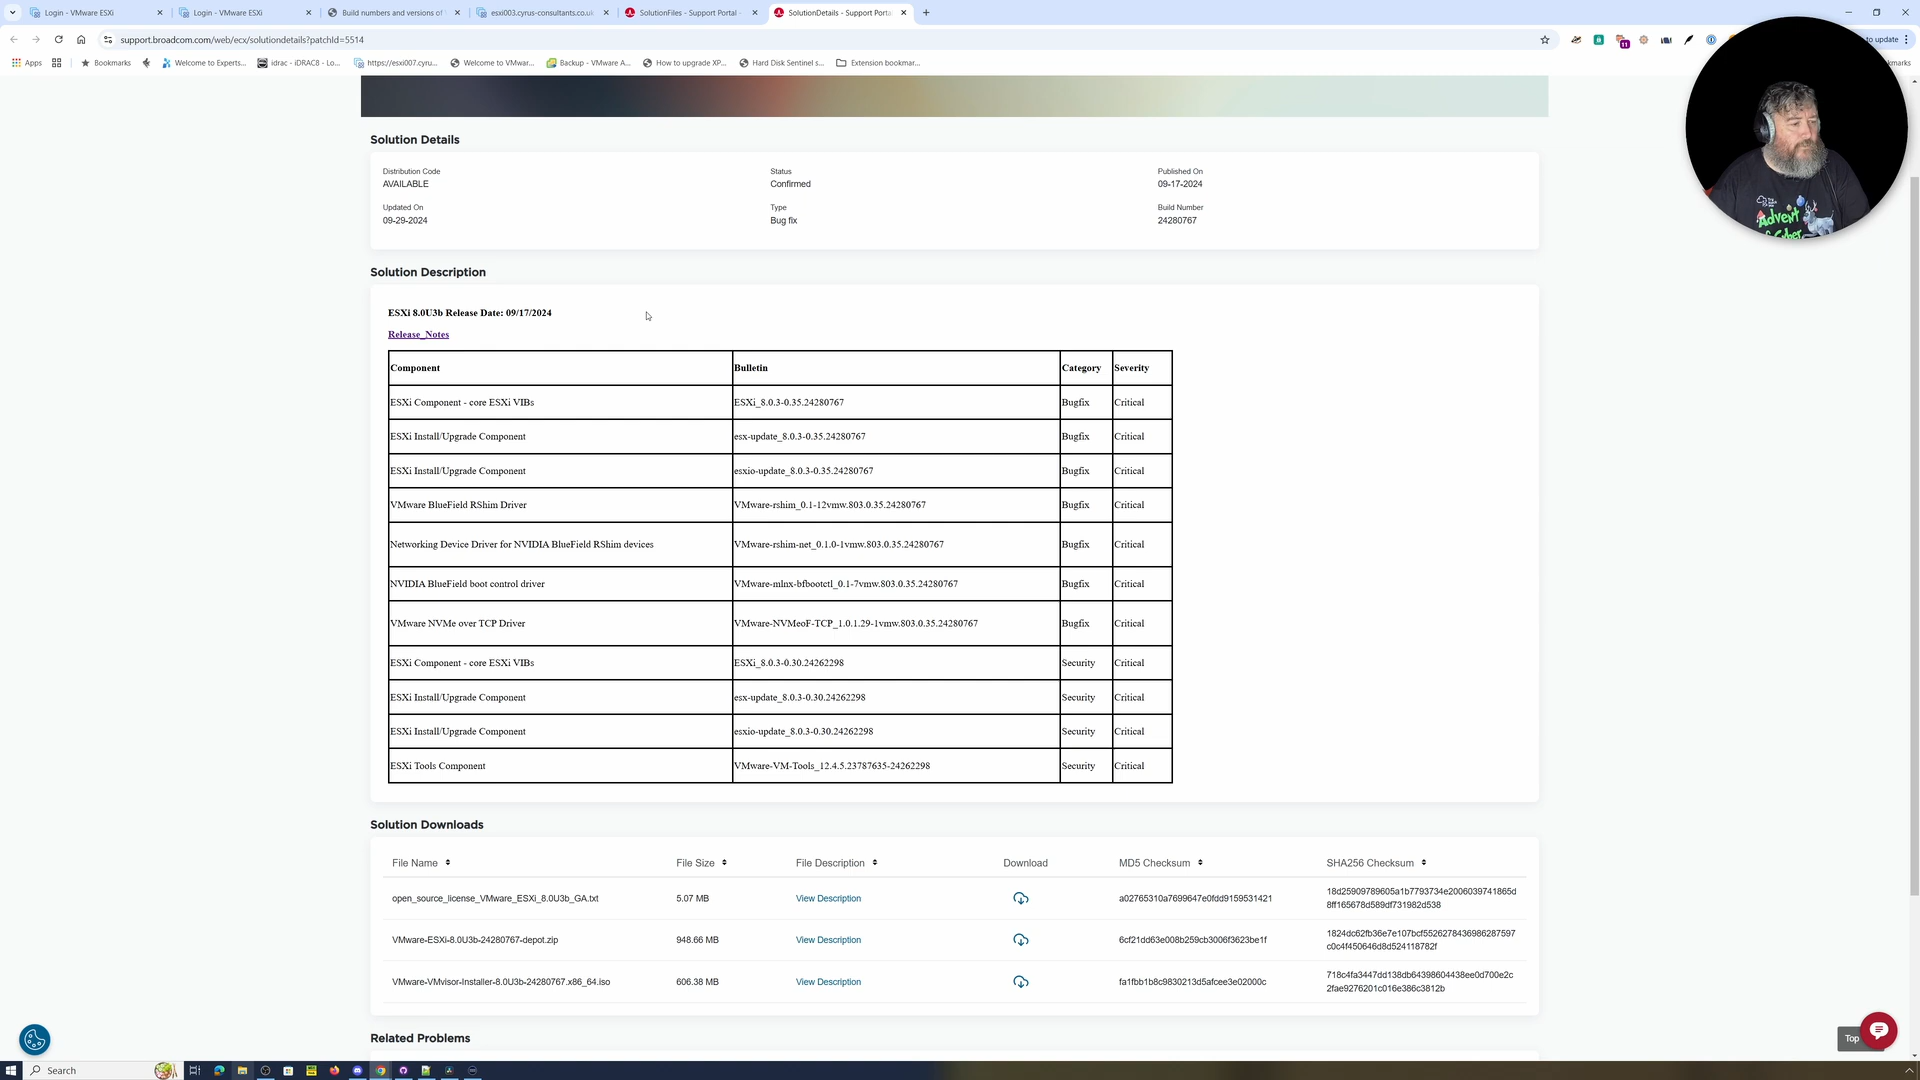 Login - VMware ESXi
Login - VMware ESXi
Build numbers and versions of
esxi003.cyrus-consultants.co.uk
SolutionFiles - Support Portal -
SolutionDetails - Support Porta
support.broadcom.com/web/ecx/solutiondetails?patchId=5514
11
to update
Apps
Bookmarks
Welcome to Experts...
idrac - iDRAC8 - Lo...
https://esxi007.cyru...
Welcome to VMwar...
Backup - VMware A...
How to upgrade XP...
Hard Disk Sentinel s...
Extension bookmar...
kmarks
Advent
of Cyber
Solution Details
Distribution Code
AVAILABLE
Status
Confirmed
Published On
09-17-2024
Updated On
09-29-2024
Type
Bug fix
Build Number
24280767
Solution Description
ESXi 8.0U3b Release Date: 09/17/2024
Release_Notes
Component Bulletin Category Severity
ESXi Component - core ESXi VIBs ESXi_8.0.3-0.35.24280767 Bugfix Critical
ESXi Install/Upgrade Component esx-update_8.0.3-0.35.24280767 Bugfix Critical
ESXi Install/Upgrade Component esxio-update_8.0.3-0.35.24280767 Bugfix Critical
VMware BlueField RShim Driver VMware-rshim_0.1-12vmw.803.0.35.24280767 Bugfix Critical
Networking Device Driver for NVIDIA BlueField RShim devices VMware-rshim-net_0.1.0-1vmw.803.0.35.24280767 Bugfix Critical
NVIDIA BlueField boot control driver VMware-mlnx-bfbootctl_0.1-7vmw.803.0.35.24280767 Bugfix Critical
VMware NVMe over TCP Driver VMware-NVMeoF-TCP_1.0.1.29-1vmw.803.0.35.24280767 Bugfix Critical
ESXi Component - core ESXi VIBs ESXi_8.0.3-0.30.24262298 Security Critical
ESXi Install/Upgrade Component esx-update_8.0.3-0.30.24262298 Security Critical
ESXi Install/Upgrade Component esxio-update_8.0.3-0.30.24262298 Security Critical
ESXi Tools Component VMware-VM-Tools_12.4.5.23787635-24262298 Security Critical
Solution Downloads
File Name File Size File Description Download MD5 Checksum SHA256 Checksum
open_source_license_VMware_ESXi_8.0U3b_GA.txt 5.07 MB View Description a02765310a7699647e0fdd9159531421 18d25909789605a1b7793734e2006039741865d
8ff165678d589df731982d538
VMware-ESXi-8.0U3b-24280767-depot.zip 948.66 MB View Description 6cf21dd63e008b259cb3006f3623be1f 1824dc62fb36e7e107bcf5526278436986287597
c0c4f450646d8d524118782f
VMware-VMvisor-Installer-8.0U3b-24280767.x86_64.iso 606.38 MB View Description fa1fbb1b8c9830213d5afcee3e02000c 718c4fa3447dd138db64398604438ee0d700e2c
2fae9276201c016e386c3812b
Related Problems
Top
Search